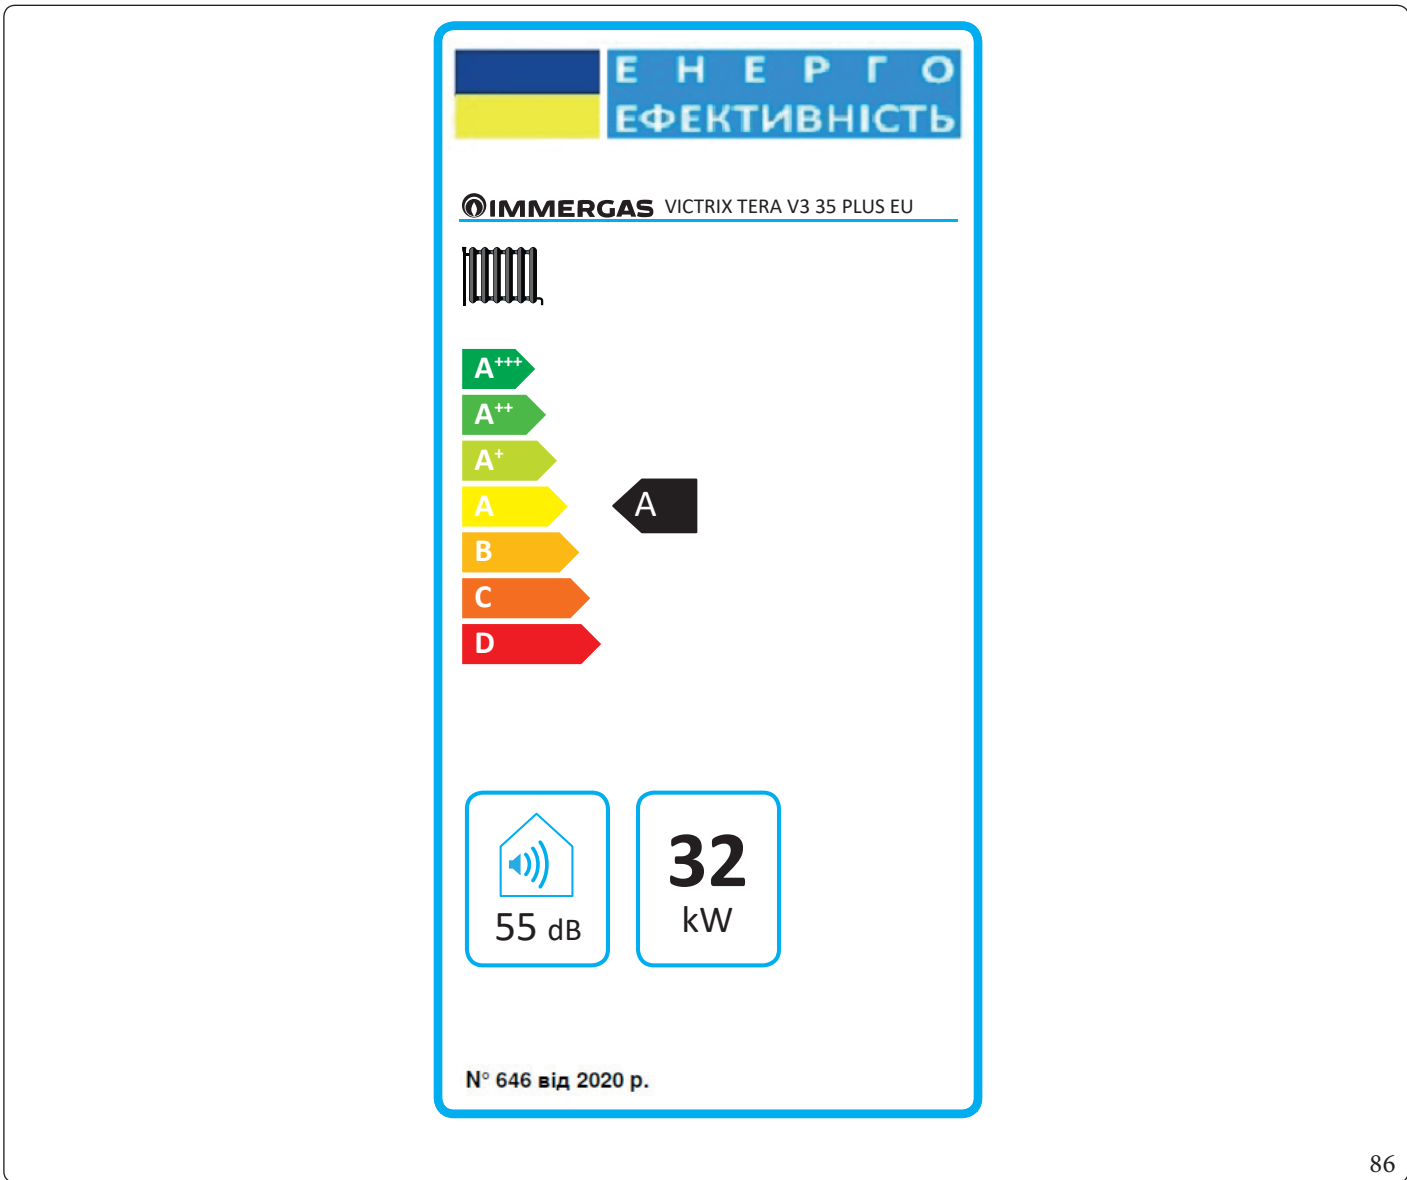 Е Н Е Р Г О
ЕФЕКТИВНІСТЬ
IMMERGAS VICTRIX TERA V3 35 PLUS EU
A+++
A++
A+
A
A
B
C
D
55 dB
32
kW
N° 646 від 2020 р.
86